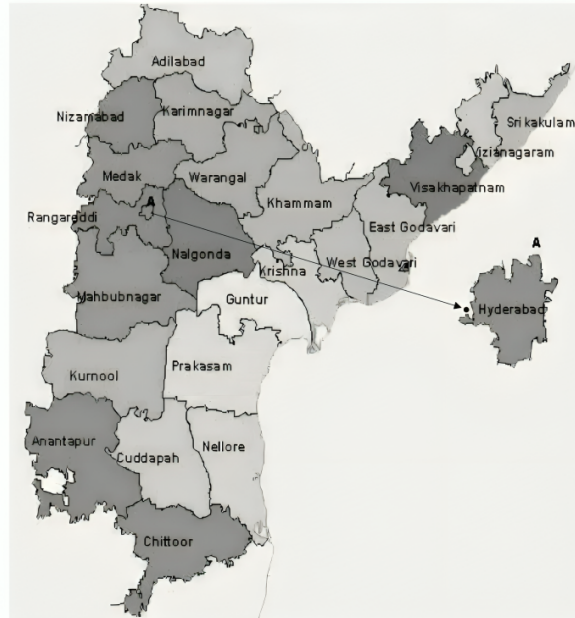 Adilabad
Nizamabad
Karimnagar
Srikakulam
Vizianagaram
Medak
Warangal
Visakhapatnam
A
Khammam
Rangareddi
East Godavari
Nalgonda
A
West Godavari
Krishna
Mahbubnagar
Guntur
Hyderabad
Prakasam
Kurnool
Anantapur
Nellore
Cuddapah
Chittoor